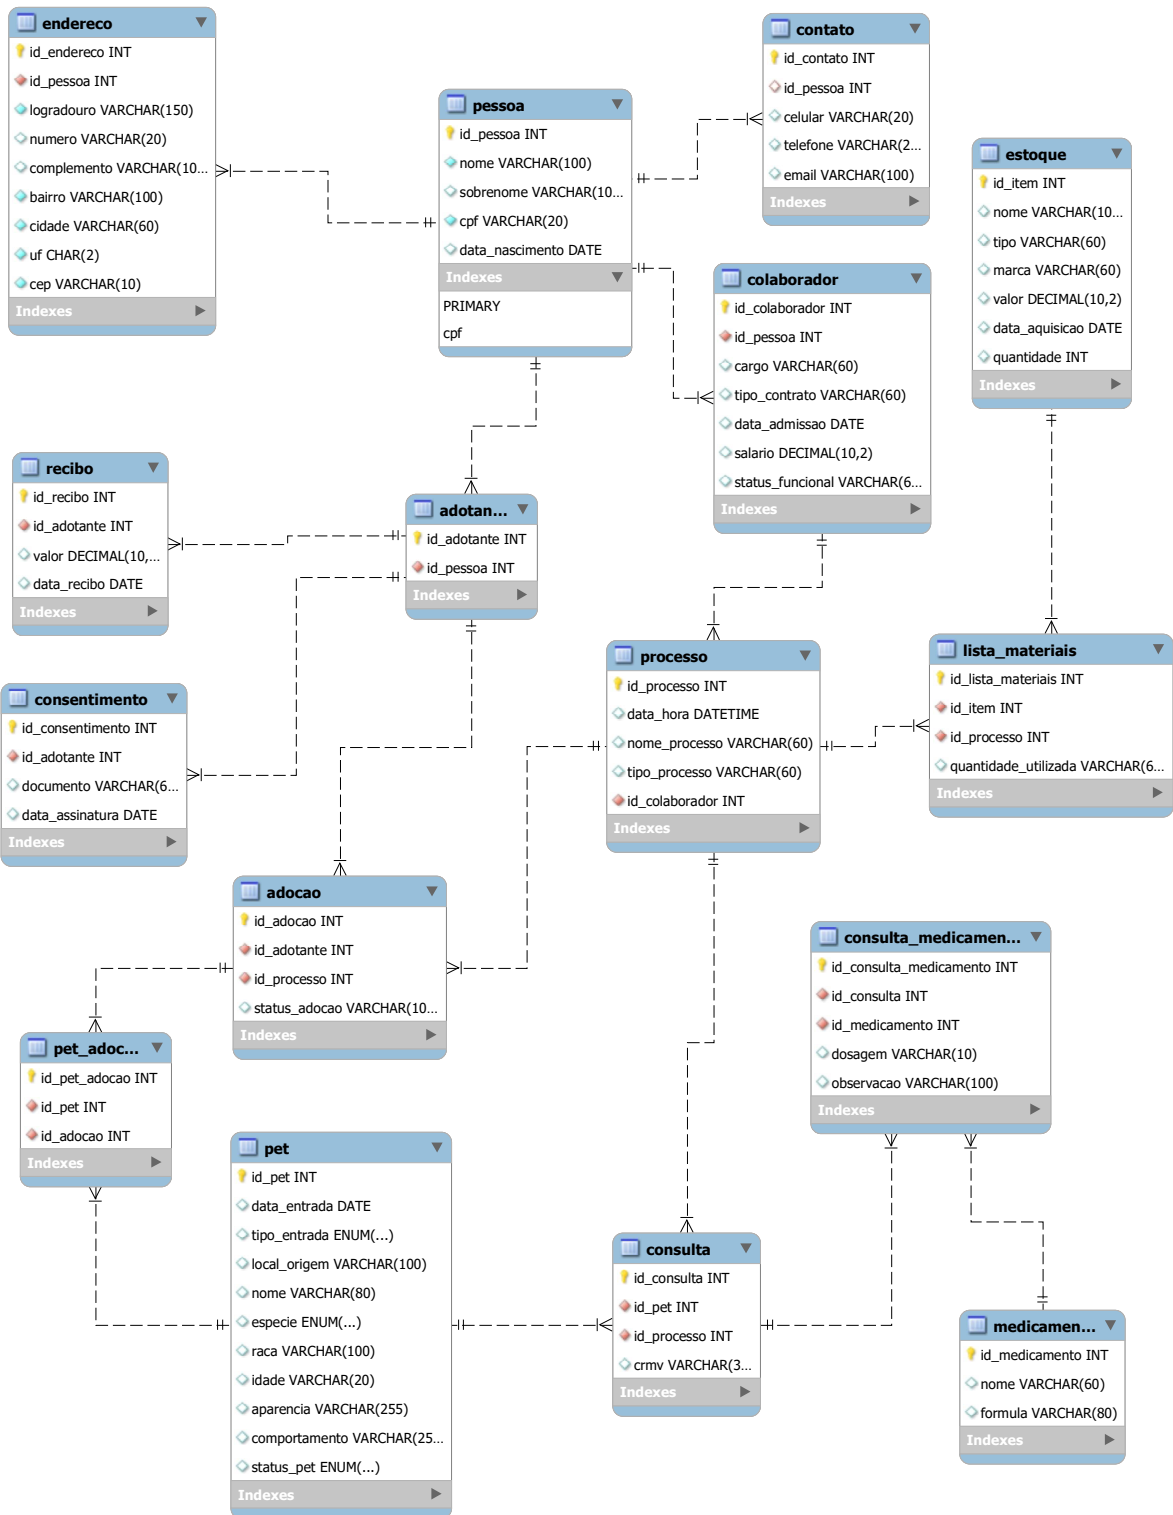 endereco
id_endereco INT
id_pessoa INT
logradouro VARCHAR(150)
numero VARCHAR(20)
complemento VARCHAR(10...
bairro VARCHAR(100)
cidade VARCHAR(60)
uf CHAR(2)
cep VARCHAR(10)
Indexes
pessoa
id_pessoa INT
nome VARCHAR(100)
sobrenome VARCHAR(10...
cpf VARCHAR(20)
data_nascimento DATE
Indexes
PRIMARY
cpf
contato
id_contato INT
id_pessoa INT
celular VARCHAR(20)
telefone VARCHAR(2...
email VARCHAR(100)
Indexes
estoque
id_item INT
nome VARCHAR(10...
tipo VARCHAR(60)
marca VARCHAR(60)
valor DECIMAL(10,2)
data_aquisicao DATE
quantidade INT
Indexes
colaborador
id_colaborador INT
id_pessoa INT
cargo VARCHAR(60)
tipo_contrato VARCHAR(60)
data_admissao DATE
salario DECIMAL(10,2)
status_funcional VARCHAR(6...
Indexes
recibo
id_recibo INT
id_adotante INT
valor DECIMAL(10,...
data_recibo DATE
Indexes
adotan...
id_adotante INT
id_pessoa INT
Indexes
consentimento
id_consentimento INT
id_adotante INT
documento VARCHAR(6...
data_assinatura DATE
Indexes
processo
id_processo INT
data_hora DATETIME
nome_processo VARCHAR(60)
tipo_processo VARCHAR(60)
id_colaborador INT
Indexes
lista_materiais
id_lista_materiais INT
id_item INT
id_processo INT
quantidade_utilizada VARCHAR(6...
Indexes
adocao
id_adocao INT
id_adotante INT
id_processo INT
status_adocao VARCHAR(10...
Indexes
consulta_medicamen...
id_consulta_medicamento INT
id_consulta INT
id_medicamento INT
dosagem VARCHAR(10)
observacao VARCHAR(100)
Indexes
pet_adoc...
id_pet_adocao INT
id_pet INT
id_adocao INT
Indexes
pet
id_pet INT
data_entrada DATE
tipo_entrada ENUM(...)
local_origem VARCHAR(100)
nome VARCHAR(80)
especie ENUM(...)
raca VARCHAR(100)
idade VARCHAR(20)
aparencia VARCHAR(255)
comportamento VARCHAR(25...
status_pet ENUM(...)
Indexes
consulta
id_consulta INT
id_pet INT
id_processo INT
crmv VARCHAR(3...
Indexes
medicamen...
id_medicamento INT
nome VARCHAR(60)
formula VARCHAR(80)
Indexes